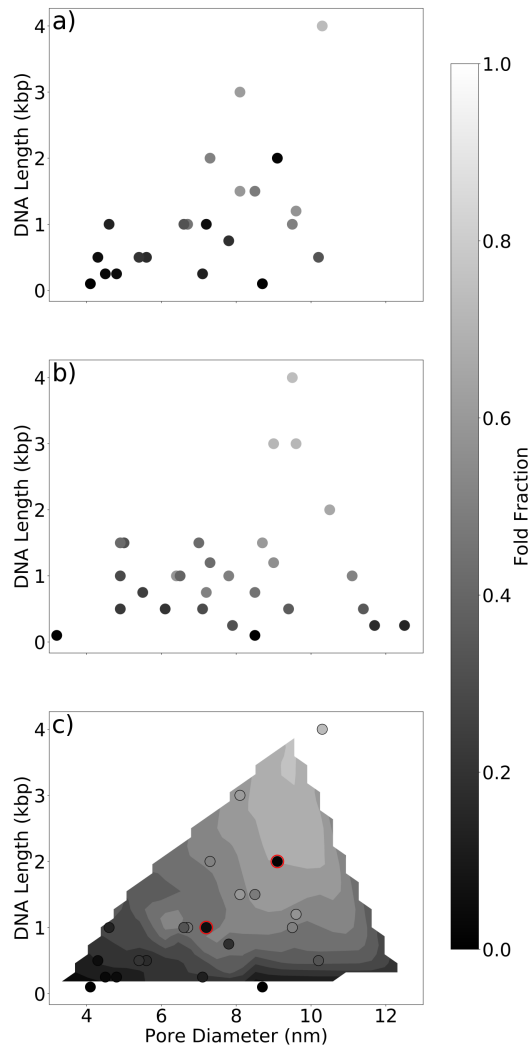 a)
4
3
2
1
0
DNA Length (kbp)
b)
4
3
2
1
0
DNA Length (kbp)
c)
4
3
2
1
0
DNA Length (kbp)
4 6 8 10 12
Pore Diameter (nm)
1.0
0.8
0.6
0.4
0.2
0.0
Fold Fraction